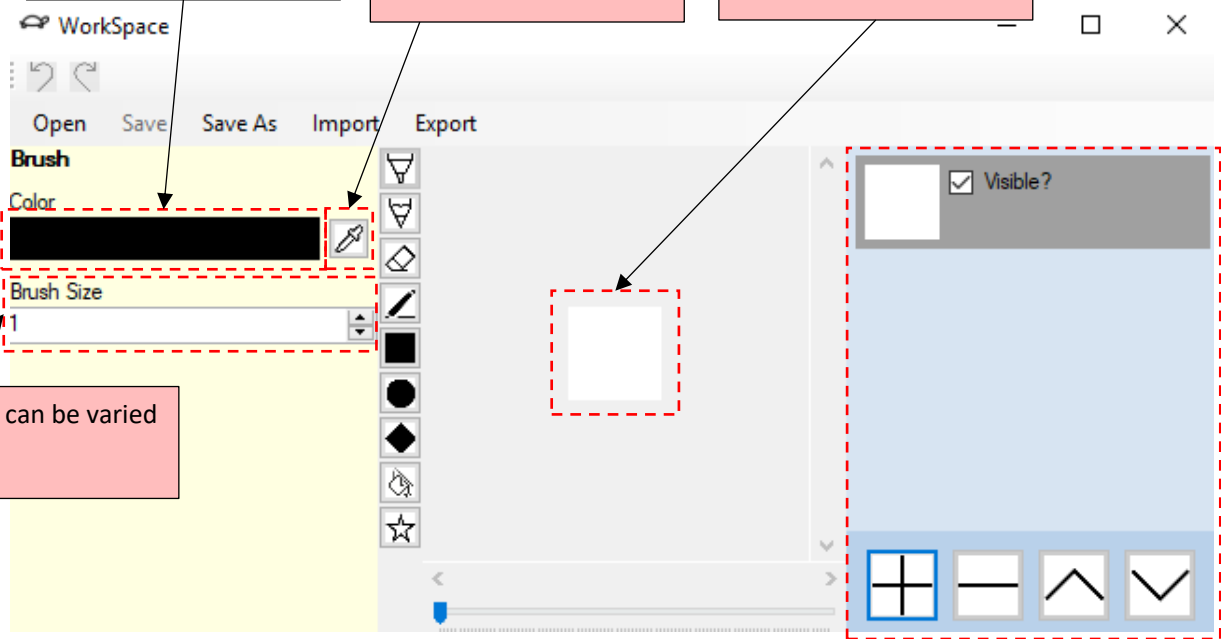 WorkSpace
Open Save Save As Import Export
Brush
Color
Visible?
Brush Size
1
can be varied